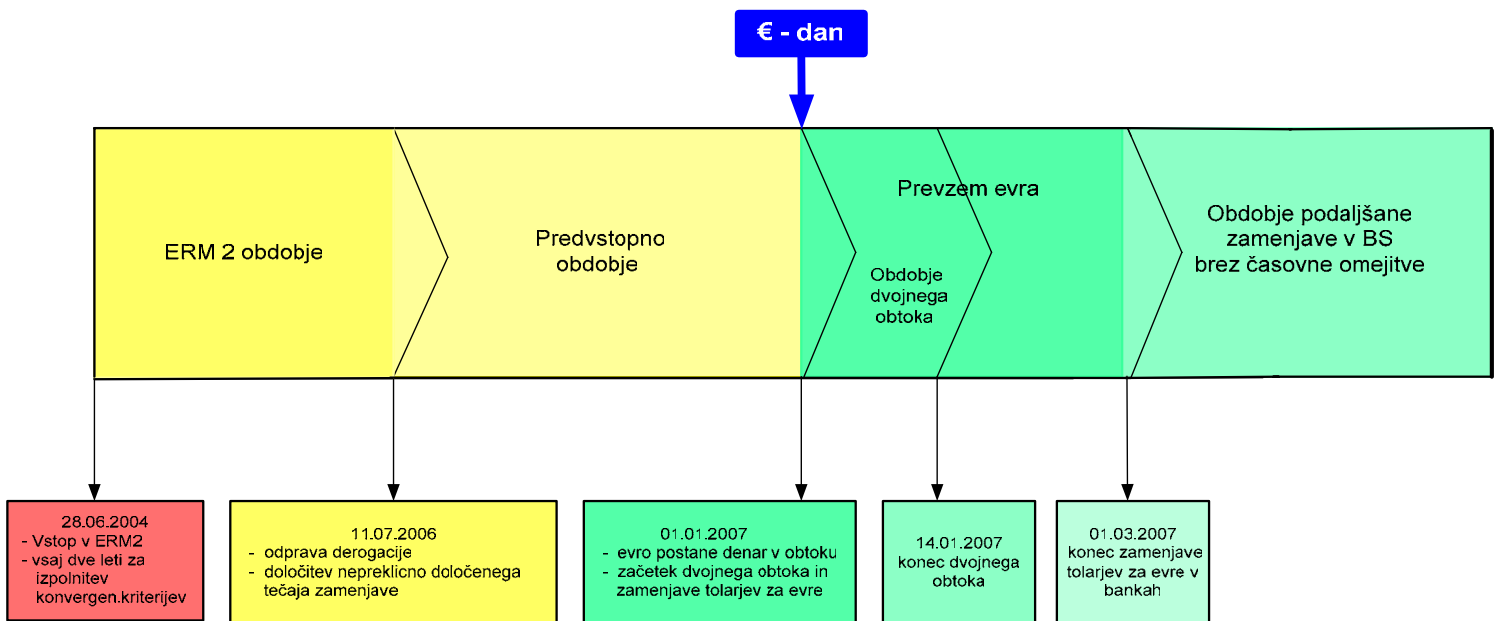 € - dan
ERM 2 obdobje
Predvstopno
obdobje
Prevzem evra
Obdobje
dvojnega
obtoka
Obdobje podaljšane
zamenjave v BS
brez časovne omejitve
28.06.2004
- Vstop v ERM2
- vsaj dve leti za
izpolnitev
konvergen.kriterijev
11.07.2006
- odprava derogacije
- določitev nepreklicno določenega
tečaja zamenjave
01.01.2007
- evro postane denar v obtoku
- začetek dvojnega obtoka in
zamenjave tolarjev za evre
14.01.2007
konec dvojnega
obtoka
01.03.2007
konec zamenjave
tolarjev za evre v
bankah